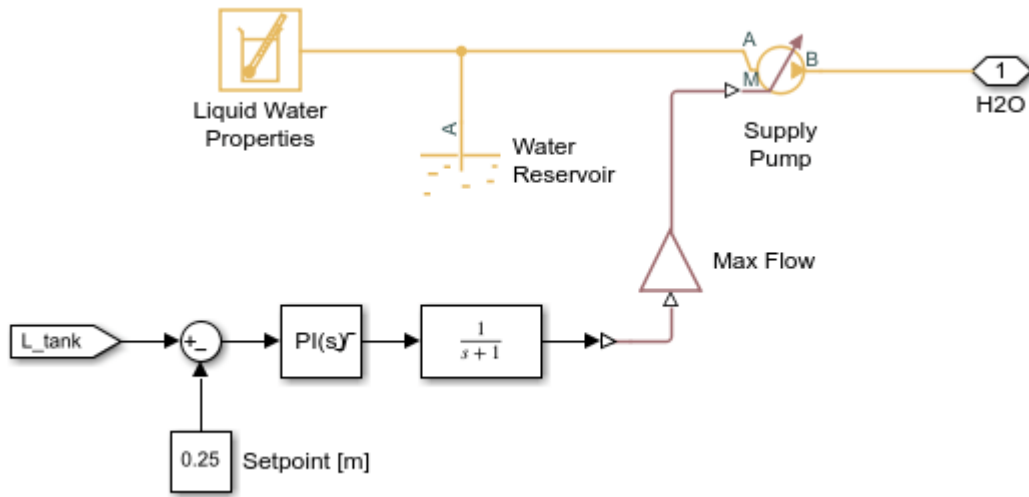 A
B
M
1
H2O
Liquid Water
Properties
A
Water
Reservoir
Supply
Pump
Max Flow
L_tank
+
−
PI(s)
1
s + 1
0.25
Setpoint [m]